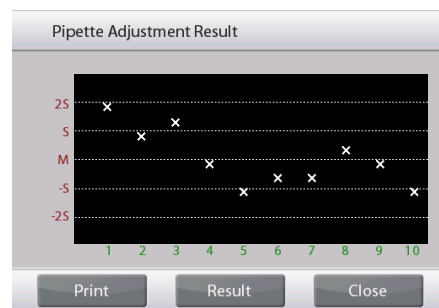 Pipette Adjustment Result
2S
S
M
-S
-2S
1 2 3 4 5 6 7 8 9 10
Print Result Close